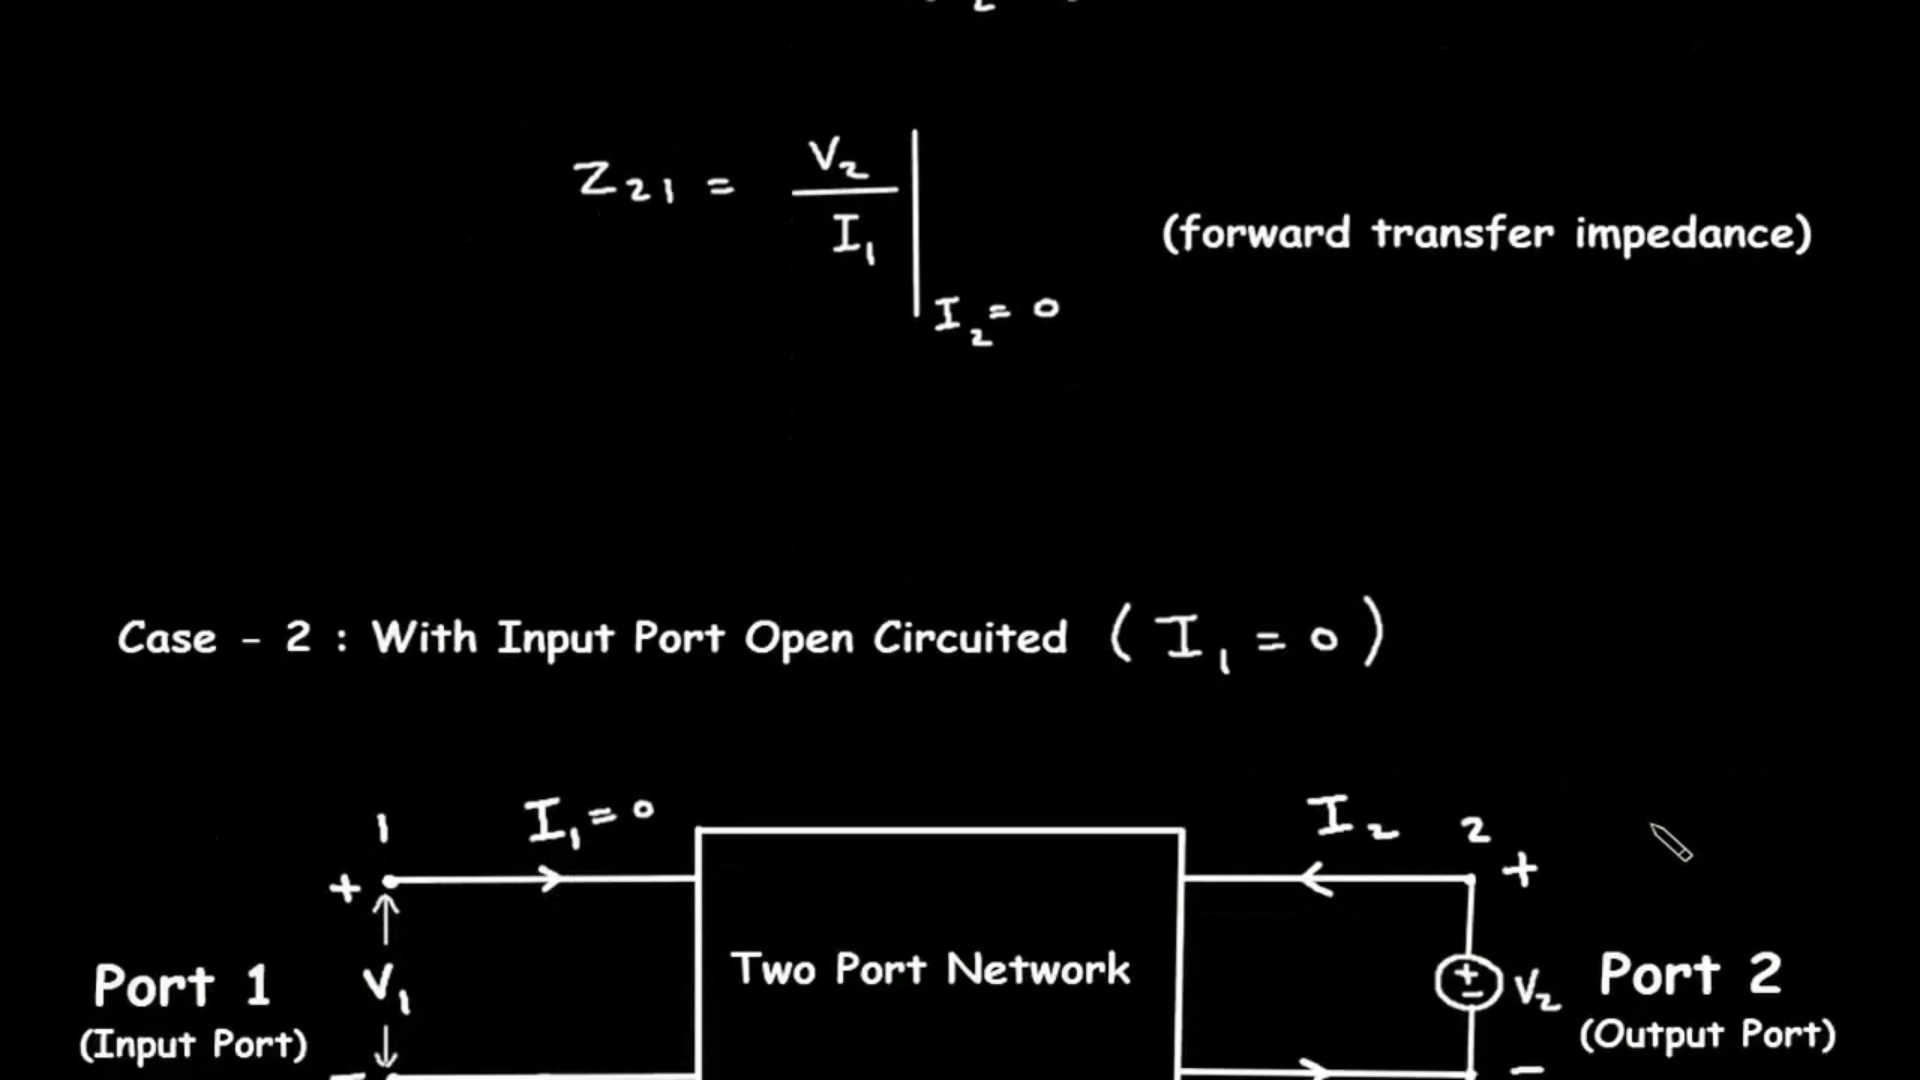 2
Z21 = V2 / I1 | I2 = 0 (forward transfer impedance)
Case - 2 : With Input Port Open Circuited ( I1 = 0 )
1 I1 = 0 I2 2
+ +
Two Port Network
Port 1 V1 + - V2 Port 2
(Input Port) (Output Port)
- -